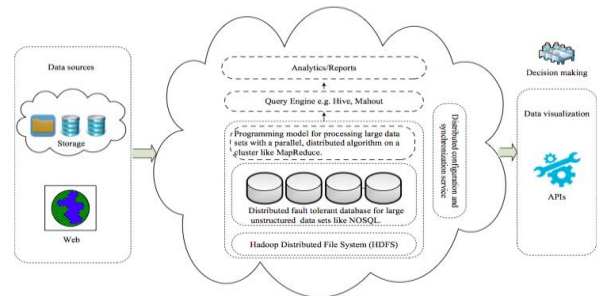 Data sources
Storage
Web
Analytics/Reports
Query Engine e.g. Hive, Mahout
Programming model for processing large data
sets with a parallel, distributed algorithm on a
cluster like MapReduce.
Distributed fault tolerant database for large
unstructured data sets like NOSQL.
Hadoop Distributed File System (HDFS)
Distributed configuration and
synchronization service
Decision making
Data visualization
APIs